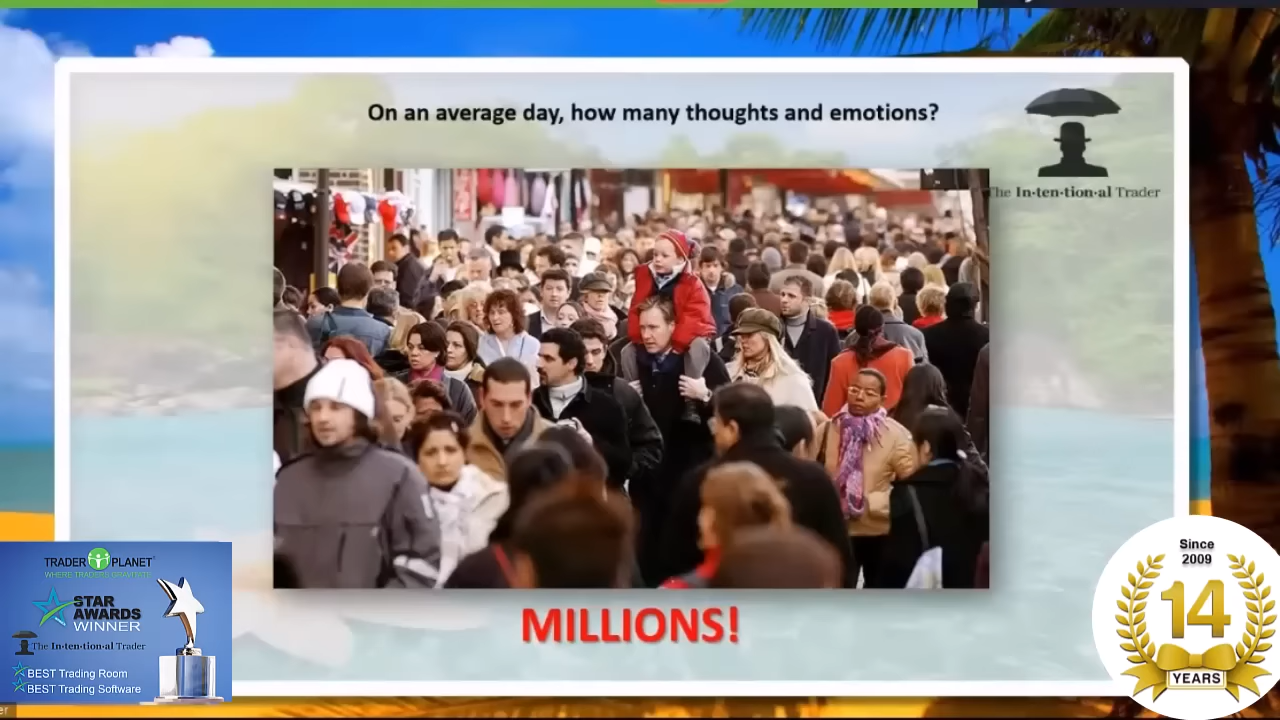 On an average day, how many thoughts and emotions?
The In•ten•tion•al Trader
MILLIONS!
TRADER PLANET
WHERE TRADERS GRAVITATE
STAR
AWARDS
WINNER
The In•ten•tion•al Trader
BEST Trading Room
BEST Trading Software
Since
2009
14
YEARS